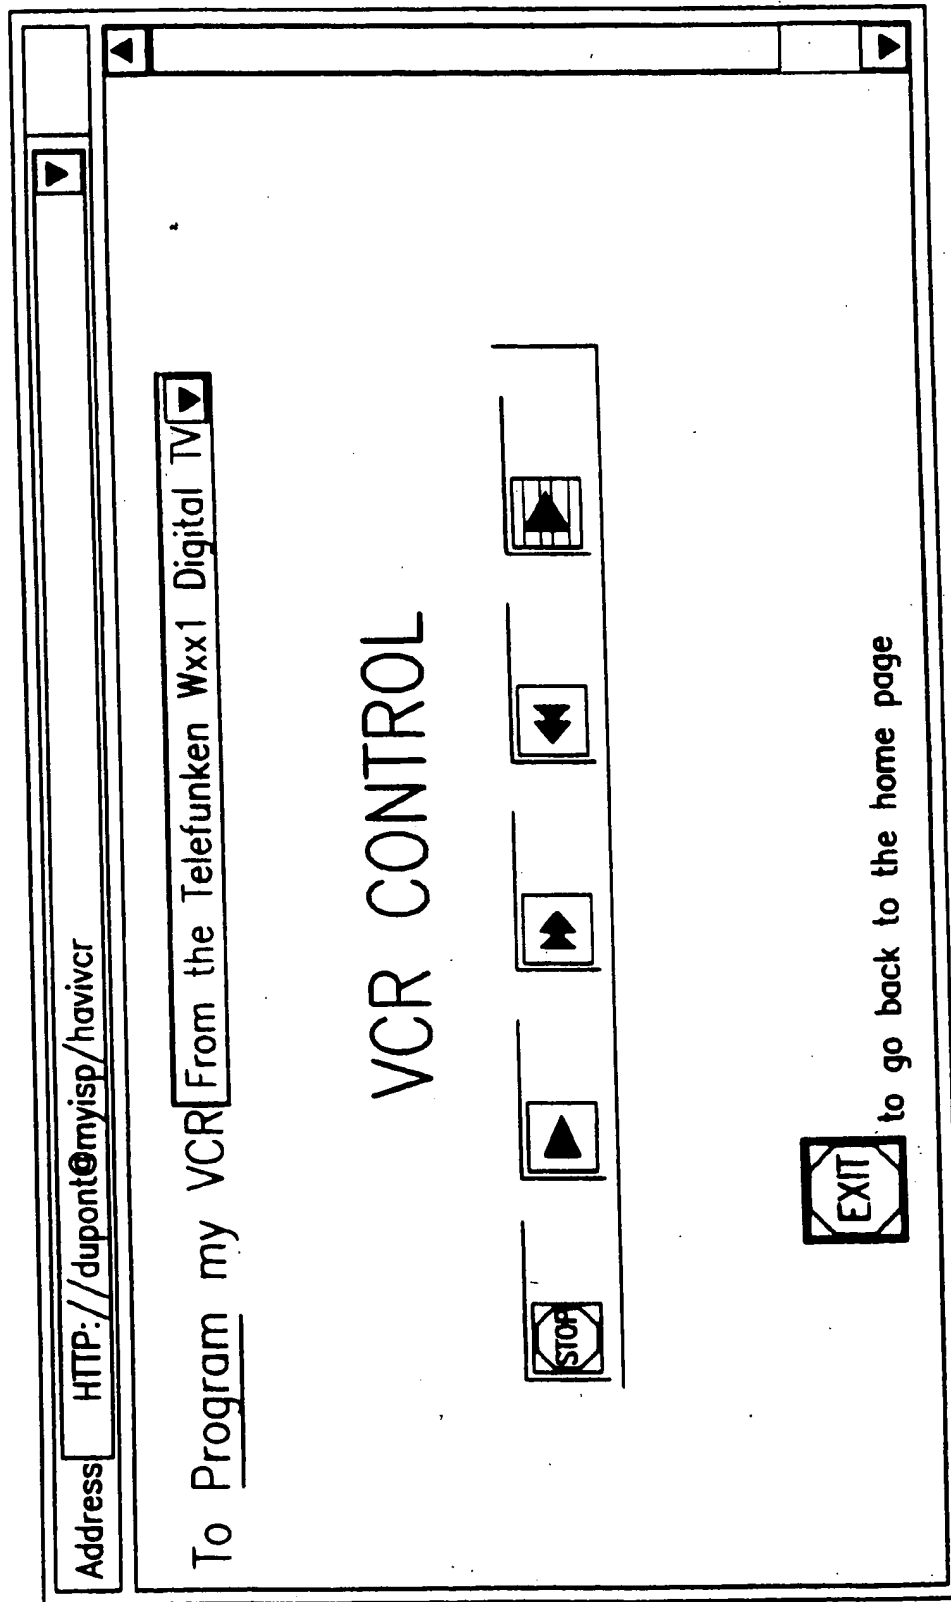 Address HTTP://dupont@myisp/havivcr
To Program my VCR From the Telefunken Wxx1 Digital TV
VCR CONTROL
STOP
EXIT to go back to the home page